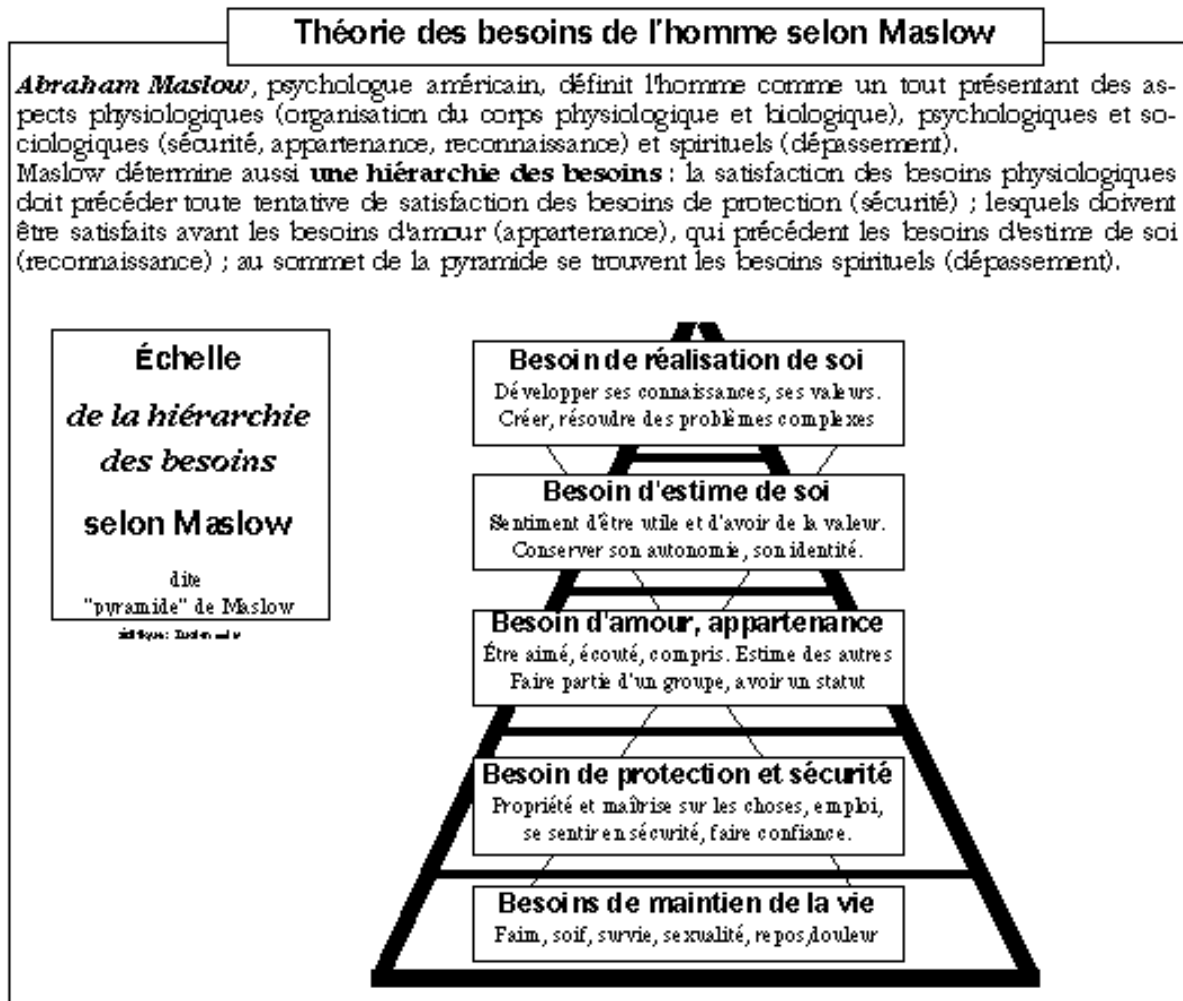 Théorie des besoins de l'homme selon Maslow
Abraham Maslow, psychologue américain, définit l'homme comme un tout présentant des as-
pects physiologiques (organisation du corps physiologique et biologique), psychologiques et so-
ciologiques (sécurité, appartenance, reconnaissance) et spirituels (dépassement).
Maslow détermine aussi une hiérarchie des besoins : la satisfaction des besoins physiologiques
doit précéder toute tentative de satisfaction des besoins de protection (sécurité) ; lesquels doivent
être satisfaits avant les besoins d'amour (appartenance), qui précédent les besoins d'estime de soi
(reconnaissance) ; au sommet de la pyramide se trouvent les besoins spirituels (dépassement).
Échelle
de la hiérarchie
des besoins
selon Maslow
dite
"pyramide" de Maslow
Besoin de réalisation de soi
Développer ses connaissances, ses valeurs.
Créer, résoudre des problèmes complexes
Besoin d'estime de soi
Sentiment d'être utile et d'avoir de la valeur.
Conserver son autonomie, son identité.
Besoin d'amour, appartenance
Être aimé, écouté, compris. Estime des autres
Faire partie d'un groupe, avoir un statut
Besoin de protection et sécurité
Propriété et maîtrise sur les choses, emploi,
se sentir en sécurité, faire confiance.
Besoins de maintien de la vie
Faim, soif, survie, sexualité, repos,douleur